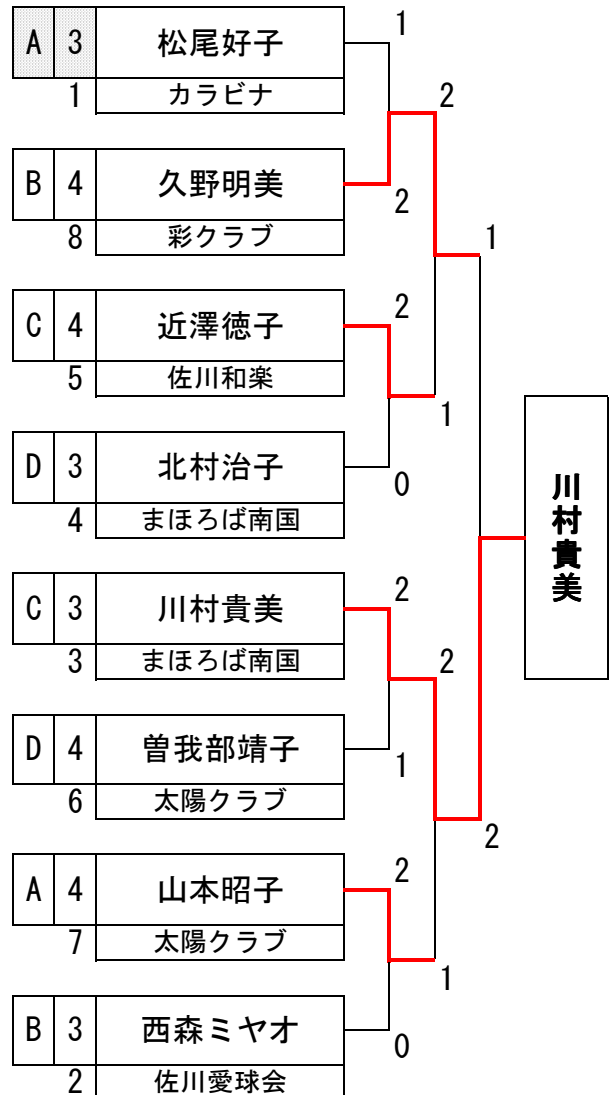 A 3 松尾好子 1
1 カラビナ
2
B 4 久野明美 2
8 彩クラブ
1
C 4 近澤徳子 2
5 佐川和楽
1
D 3 北村治子 0
4 まほろば南国
川村貴美
C 3 川村貴美 2
3 まほろば南国
2
D 4 曽我部靖子 1
6 太陽クラブ
2
A 4 山本昭子 2
7 太陽クラブ
1
B 3 西森ミヤオ 0
2 佐川愛球会